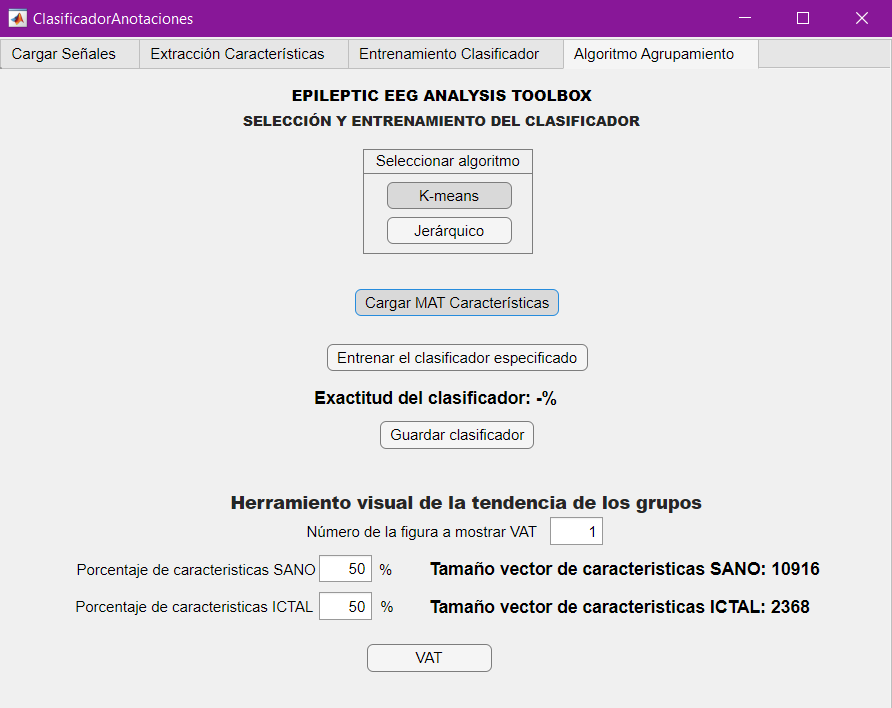 ClasificadorAnotaciones
Cargar Señales
Extracción Características
Entrenamiento Clasificador
Algoritmo Agrupamiento
EPILEPTIC EEG ANALYSIS TOOLBOX
SELECCIÓN Y ENTRENAMIENTO DEL CLASIFICADOR
Seleccionar algoritmo
K-means
Jerárquico
Cargar MAT Características
Entrenar el clasificador especificado
Exactitud del clasificador: -%
Guardar clasificador
Herramiento visual de la tendencia de los grupos
Número de la figura a mostrar VAT 1
Porcentaje de caracteristicas SANO 50 % Tamaño vector de caracteristicas SANO: 10916
Porcentaje de caracteristicas ICTAL 50 % Tamaño vector de caracteristicas ICTAL: 2368
VAT